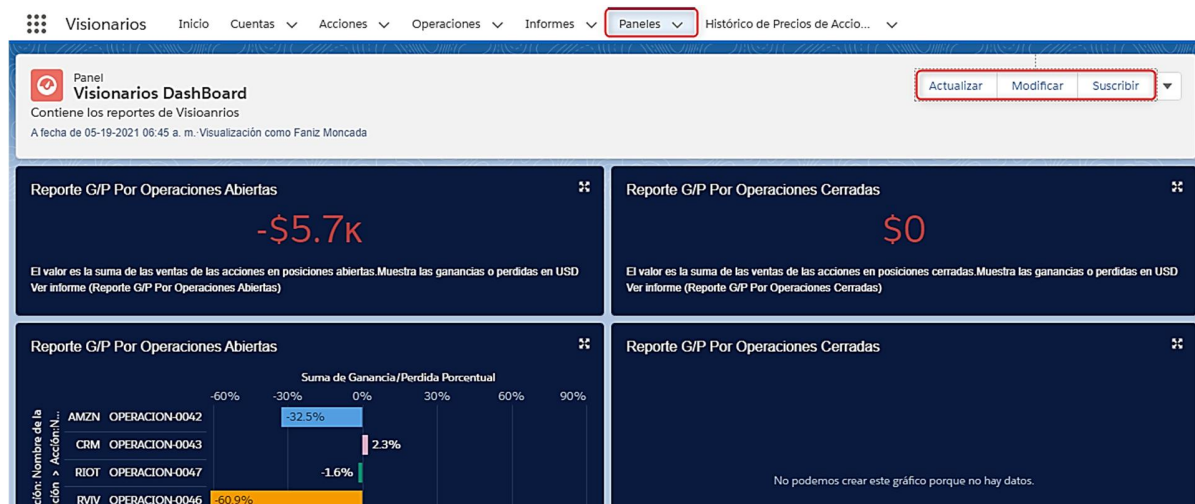 Visionarios Inicio Cuentas Acciones Operaciones Informes Paneles Histórico de Precios de Accio...
Panel
Visionarios DashBoard
Contiene los reportes de Visioanrios
A fecha de 05-19-2021 06:45 a. m.·Visualización como Faniz Moncada
Actualizar Modificar Suscribir
Reporte G/P Por Operaciones Abiertas
-$5.7K
El valor es la suma de las ventas de las acciones en posiciones abiertas.Muestra las ganancias o perdidas en USD
Ver informe (Reporte G/P Por Operaciones Abiertas)
Reporte G/P Por Operaciones Cerradas
$0
El valor es la suma de las ventas de las acciones en posiciones cerradas.Muestra las ganancias o perdidas en USD
Ver informe (Reporte G/P Por Operaciones Cerradas)
Reporte G/P Por Operaciones Abiertas
Suma de Ganancia/Perdida Porcentual
-60% -30% 0% 30% 60% 90%
AMZN OPERACION-0042 -32.5%
CRM OPERACION-0043 2.3%
RIOT OPERACION-0047 -1.6%
RVIV OPERACION-0046 -60.9%
ción: Nombre de la
ción > Acción:N...
Reporte G/P Por Operaciones Cerradas
No podemos crear este gráfico porque no hay datos.